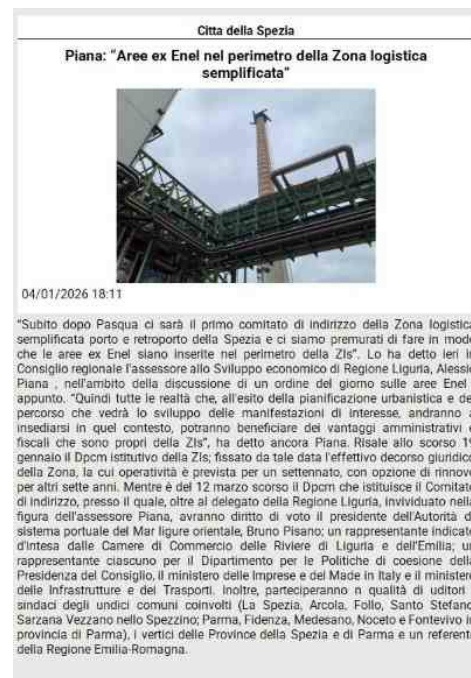 Citta della Spezia
Piana: “Aree ex Enel nel perimetro della Zona logistica
semplificata”
04/01/2026 18:11
“Subito dopo Pasqua ci sarà il primo comitato di indirizzo della Zona logistica
semplificata porto e retroporto della Spezia e ci siamo premurati di fare in modo
che le aree ex Enel siano inserite nel perimetro della ZIs”. Lo ha detto ieri in
Consiglio regionale l'assessore allo Sviluppo economico di Regione Liguria, Alessio
Piana , nell'ambito della discussione di un ordine del giorno sulle aree Enel,
appunto. “Quindi tutte le realtà che, all'esito della pianificazione urbanistica e del
percorso che vedrà lo sviluppo delle manifestazioni di interesse, andranno a
insediarsi in quel contesto, potranno beneficiare dei vantaggi amministrativi e
fiscali che sono propri della ZIs”, ha detto ancora Piana. Risale allo scorso 19
gennaio il Dpcm istitutivo della ZIs; fissato da tale data l'effettivo decorso giuridico
della Zona, la cui operatività è prevista per un settennato, con opzione di rinnovo
per altri sette anni. Mentre è del 12 marzo scorso il Dpcm che istituisce il Comitato
di indirizzo, presso il quale, oltre al delegato della Regione Liguria, inviduato nella
figura dell'assessore Piana, avranno diritto di voto il presidente dell'Autorità di
sistema portuale del Mar ligure orientale, Bruno Pisano; un rappresentante indicato
d'intesa dalle Camere di Commercio delle Riviere di Liguria e dell'Emilia; un
rappresentante ciascuno per il Dipartimento per le Politiche di coesione della
Presidenza del Consiglio, il ministero delle Imprese e del Made in Italy e il ministero
delle Infrastrutture e dei Trasporti. Inoltre, parteciperanno n qualità di uditori i
sindaci degli undici comuni coinvolti (La Spezia, Arcola, Follo, Santo Stefano,
Sarzana Vezzano nello Spezzino; Parma, Fidenza, Medesano, Noceto e Fontevivo in
provincia di Parma), i vertici delle Province della Spezia e di Parma e un referente
della Regione Emilia-Romagna.